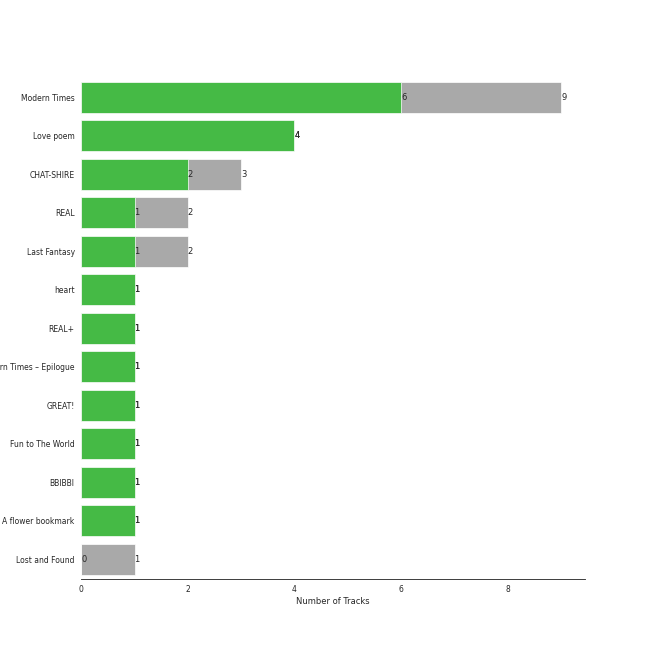 Modern Times 6 9
Love poem 4
CHAT-SHIRE 2 3
REAL 1 2
Last Fantasy 1 2
heart 1
REAL+ 1
rn Times – Epilogue 1
GREAT! 1
Fun to The World 1
BBIBBI 1
A flower bookmark 1
Lost and Found 0 1
0 2 4 6 8
Number of Tracks